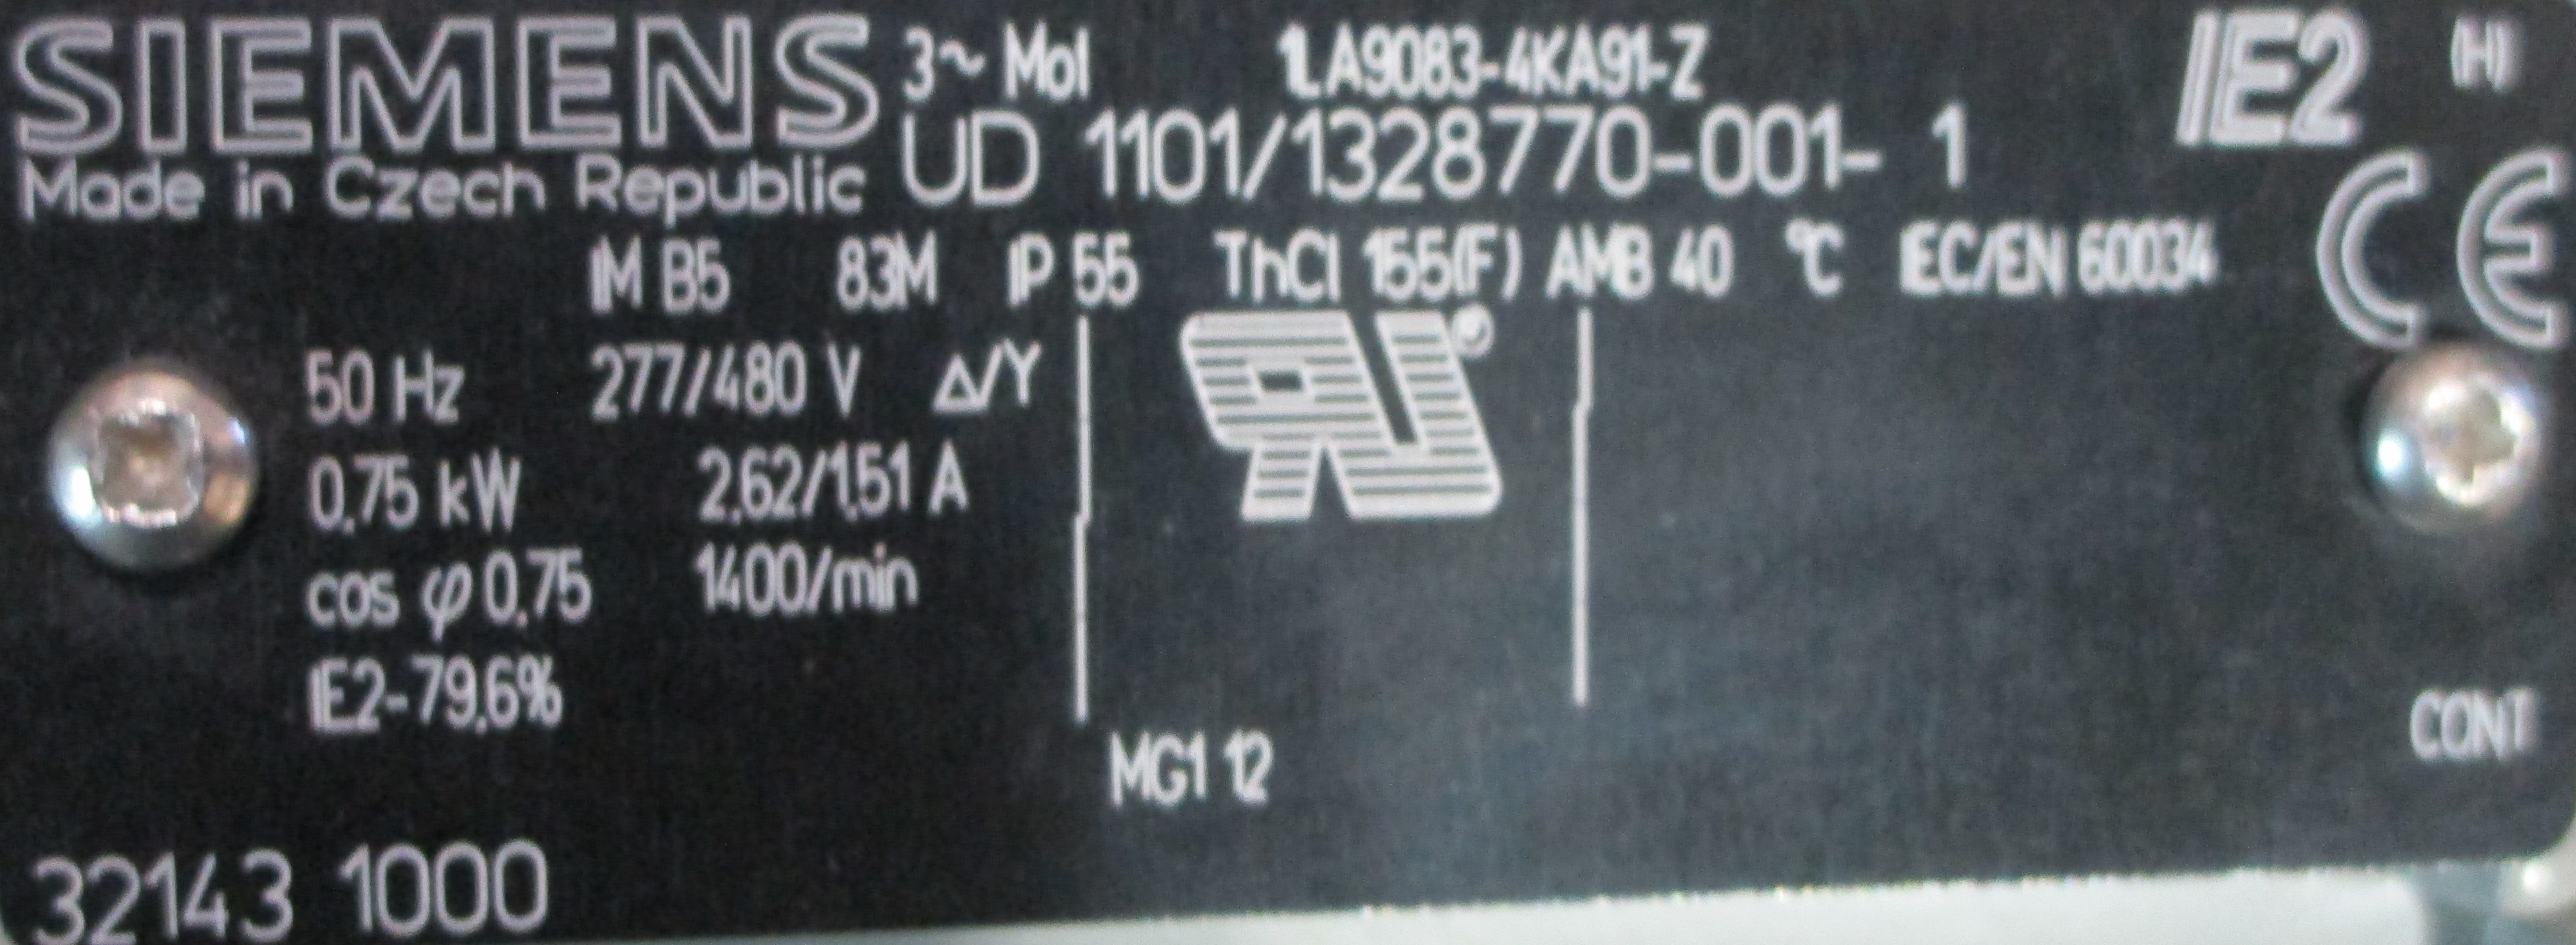 SIEMENS 3~ Mot 1LA9083-4KA91-Z IE2 (H)
Made in Czech Republic UD 1101/1328770-001- 1
CE
IM B5 83M IP 55 ThCl 155(F) AMB 40 °C IEC/EN 60034
50 Hz 277/480 V Δ/Y
0,75 kW 2,62/1,51 A
cos φ 0,75 1400/min
IE2-79,6%
RU ®
CONT
MG1 12
32143 1000